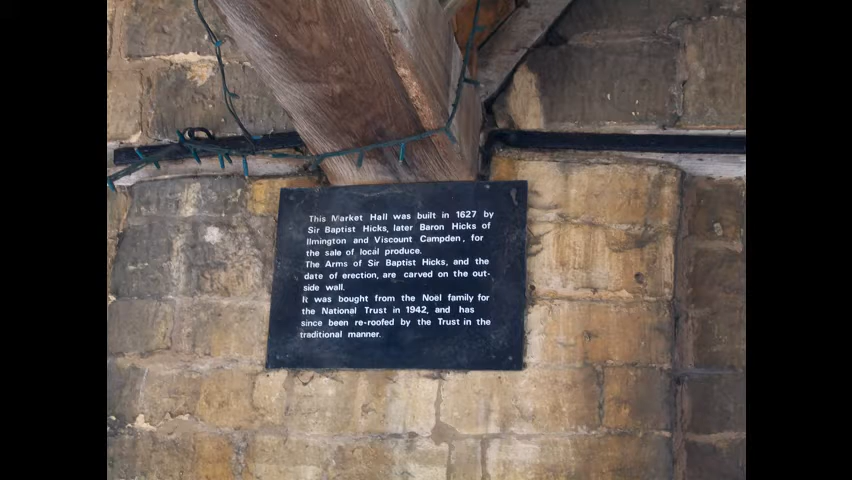 This Market Hall was built in 1627 by
Sir Baptist Hicks, later Baron Hicks of
Ilmington and Viscount Campden, for
the sale of local produce.
The Arms of Sir Baptist Hicks, and the
date of erection, are carved on the out-
side wall.
It was bought from the Noel family for
the National Trust in 1942, and has
since been re-roofed by the Trust in the
traditional manner.